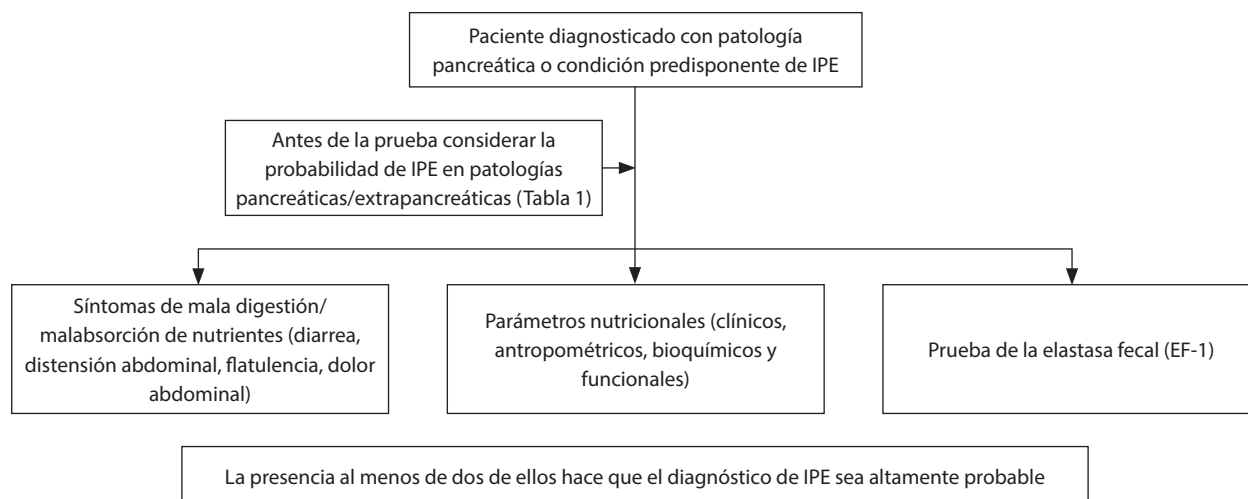 Paciente diagnosticado con patología
pancreática o condición predisponente de IPE
Antes de la prueba considerar la
probabilidad de IPE en patologías
pancreáticas/extrapancreáticas (Tabla 1)
Síntomas de mala digestión/
malabsorción de nutrientes (diarrea,
distensión abdominal, flatulencia, dolor
abdominal)
Parámetros nutricionales (clínicos,
antropométricos, bioquímicos y
funcionales)
Prueba de la elastasa fecal (EF-1)
La presencia al menos de dos de ellos hace que el diagnóstico de IPE sea altamente probable